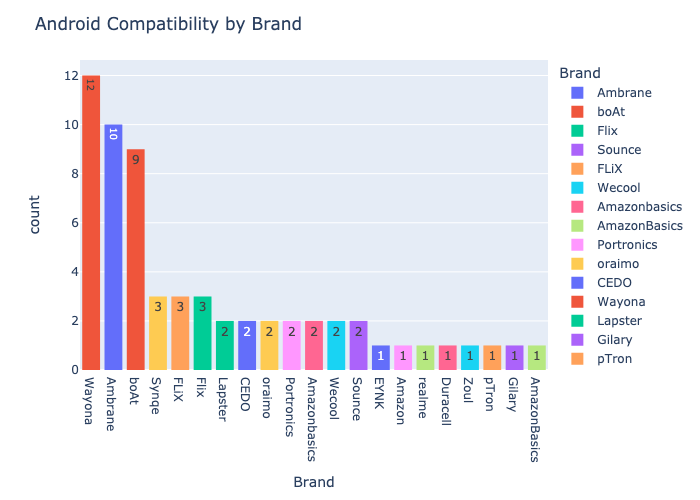 Android Compatibility by Brand
count
12
10
8
6
4
2
0
12
10
9
3
3
3
2
2
2
2
2
2
2
1
1
1
1
1
1
1
1
Wayona
Ambrane
boAt
Synqe
FLiX
Flix
Lapster
CEDO
oraimo
Portronics
Amazonbasics
Wecool
Sounce
EYNK
Amazon
realme
Duracell
Zoul
pTron
Gilary
AmazonBasics
Brand
Brand
Ambrane
boAt
Flix
Sounce
FLiX
Wecool
Amazonbasics
AmazonBasics
Portronics
oraimo
CEDO
Wayona
Lapster
Gilary
pTron